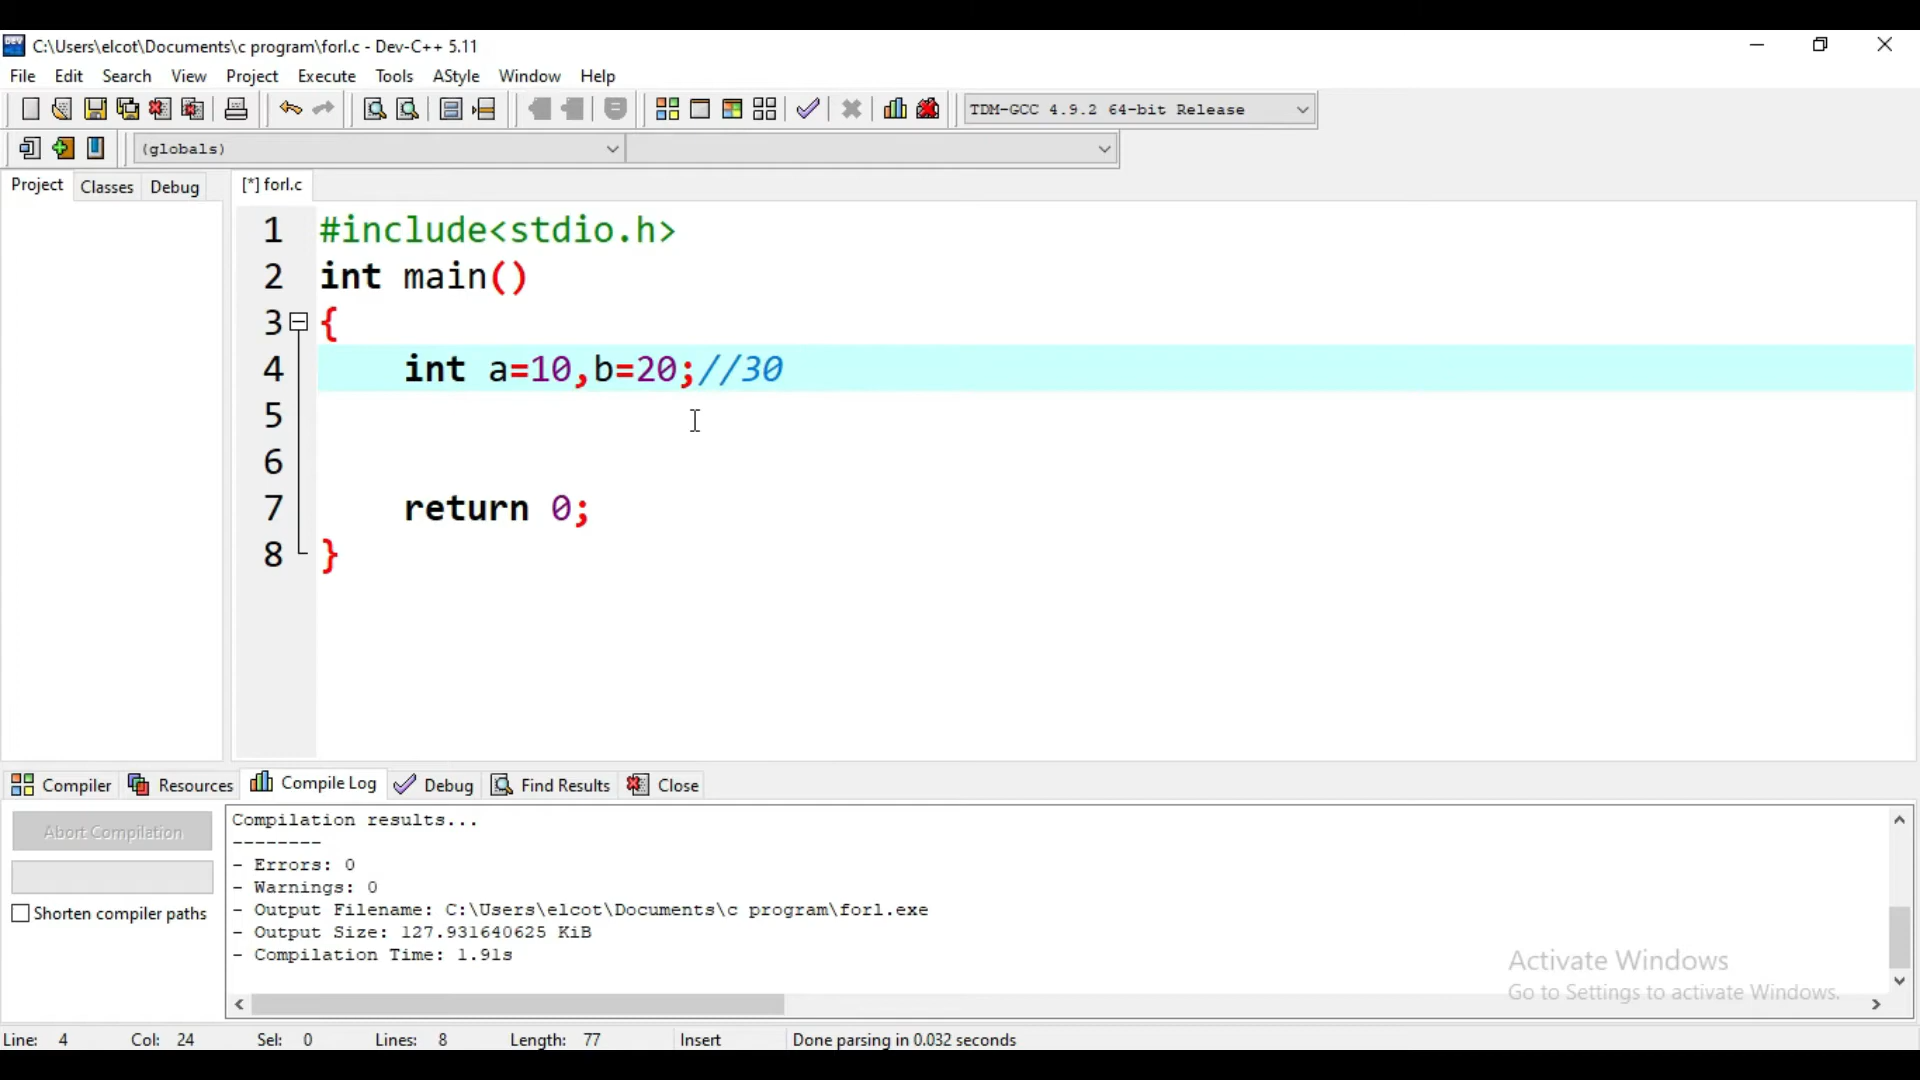 C:\Users\elcot\Documents\c program\forl.c - Dev-C++ 5.11
File Edit Search View Project Execute Tools AStyle Window Help
TDM-GCC 4.9.2 64-bit Release
(globals)
Project Classes Debug [*] forl.c
1 #include<stdio.h>
2 int main()
3 {
4 int a=10,b=20;//30
5
6
7 return 0;
8 }
Compiler Resources Compile Log Debug Find Results Close
Abort Compilation
Shorten compiler paths
Compilation results...
--------
- Errors: 0
- Warnings: 0
- Output Filename: C:\Users\elcot\Documents\c program\forl.exe
- Output Size: 127.931640625 KiB
- Compilation Time: 1.91s
Activate Windows
Go to Settings to activate Windows.
Line: 4 Col: 24 Sel: 0 Lines: 8 Length: 77 Insert Done parsing in 0.032 seconds